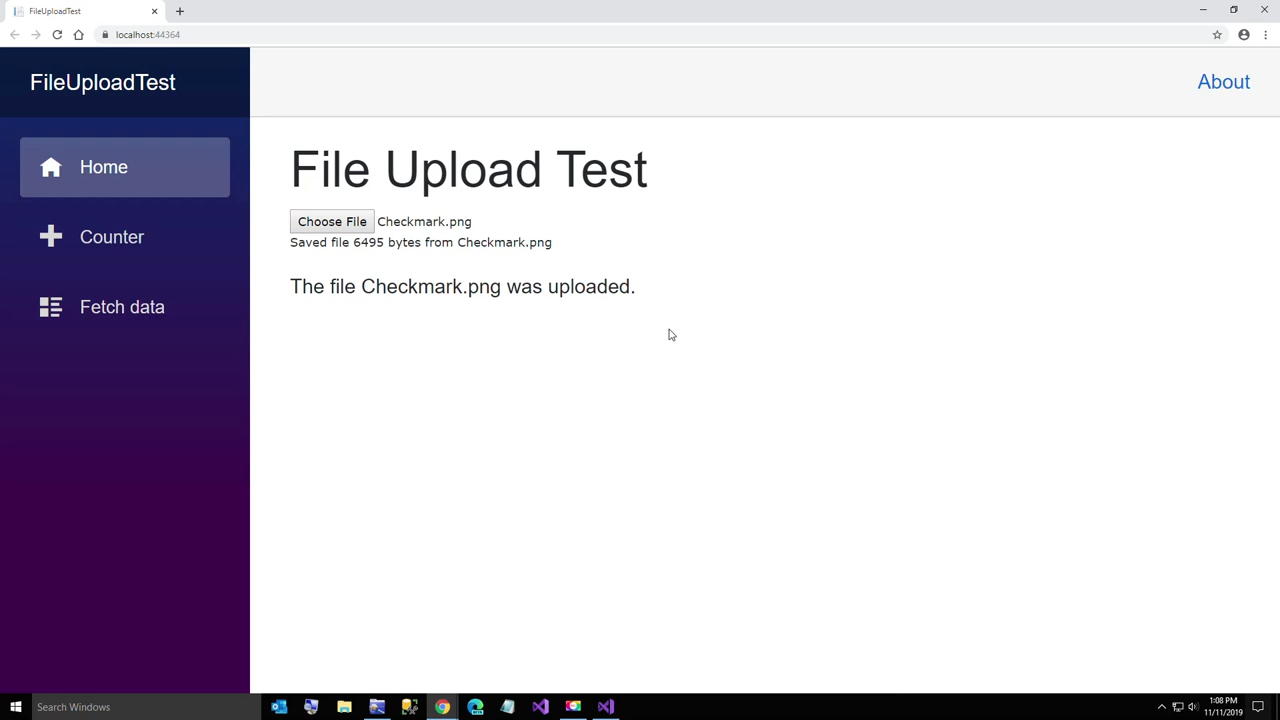 FileUploadTest
localhost:44364
FileUploadTest
About
Home
Counter
Fetch data
File Upload Test
Choose File Checkmark.png
Saved file 6495 bytes from Checkmark.png
The file Checkmark.png was uploaded.
Search Windows
1:08 PM
11/11/2019